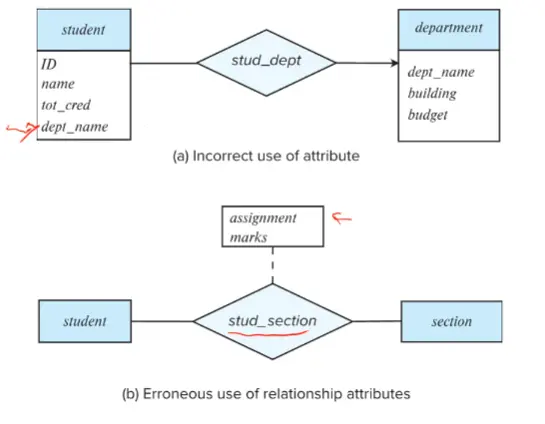 student
ID
name
tot_cred
dept_name
stud_dept
department
dept_name
building
budget
(a) Incorrect use of attribute
assignment
marks
student
stud_section
section
(b) Erroneous use of relationship attributes